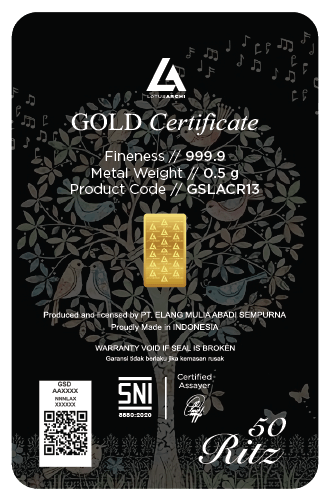 LOTUS ARCHI
GOLD Certificate
Fineness // 999.9
Metal Weight // 0.5 g
Product Code // GSLACR13
Produced and licensed by PT. ELANG MULIA ABADI SEMPURNA
Proudly Made in INDONESIA
WARRANTY VOID IF SEAL IS BROKEN
Garansi tidak berlaku jika kemasan rusak
GSD
AAXXXX
NNNLAX
XXXXXX
SNI
8880:2020
Certified
Assayer
50
Ritz